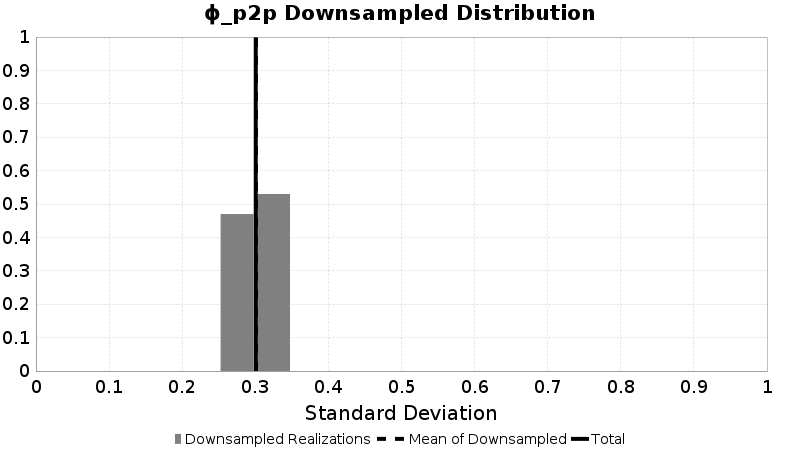 ϕ_p2p Downsampled Distribution
1
0.9
0.8
0.7
0.6
0.5
0.4
0.3
0.2
0.1
0
0 0.1 0.2 0.3 0.4 0.5 0.6 0.7 0.8 0.9 1
Standard Deviation
Downsampled Realizations Mean of Downsampled Total